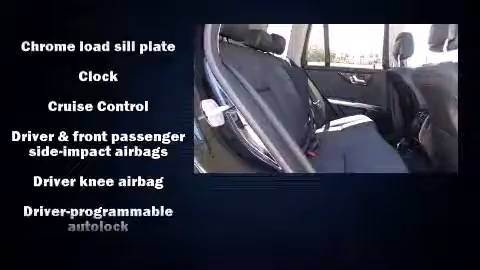 Chrome load sill plate
Clock
Cruise Control
Driver & front passenger
side-impact airbags
Driver knee airbag
Driver-programmable
autolock